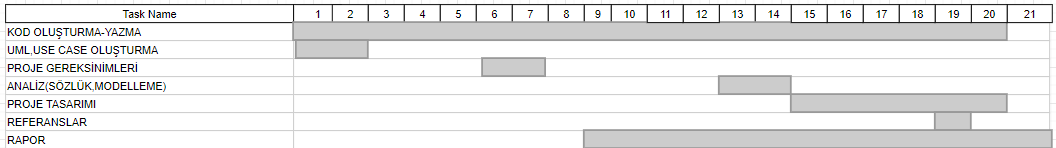 Task Name 1 2 3 4 5 6 7 8 9 10 11 12 13 14 15 16 17 18 19 20 21
KOD OLUŞTURMA-YAZMA
UML,USE CASE OLUŞTURMA
PROJE GEREKSİNİMLERİ
ANALİZ(SÖZLÜK,MODELLEME)
PROJE TASARIMI
REFERANSLAR
RAPOR